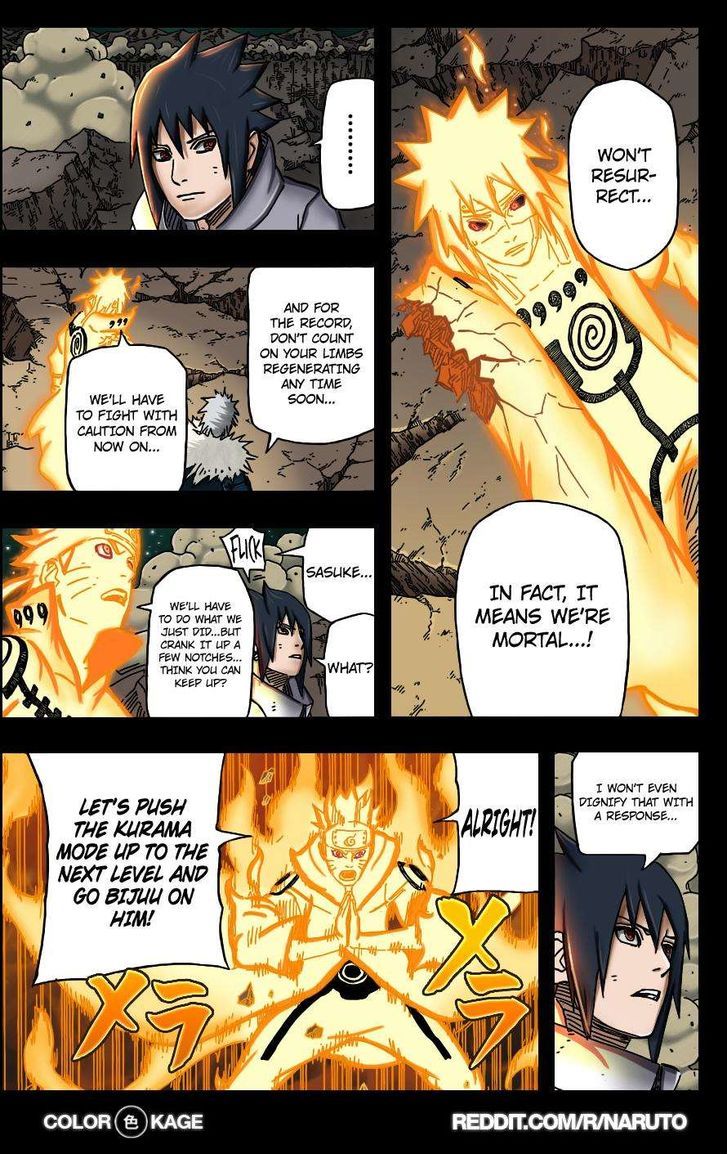 WON'T
RESUR-
RECT...
IN FACT, IT
MEANS WE'RE
MORTAL...!
.......
AND FOR
THE RECORD,
DON'T COUNT
ON YOUR LIMBS
REGENERATING
ANY TIME
SOON...
WE'LL HAVE
TO FIGHT WITH
CAUTION FROM
NOW ON...
SASUKE...
FLICK
WHAT?
WE'LL HAVE
TO DO WHAT WE
JUST DID...BUT
CRANK IT UP A
FEW NOTCHES...
THINK YOU CAN
KEEP UP?
I WON'T EVEN
DIGNIFY THAT WITH
A RESPONSE...
ALRIGHT!
LET'S PUSH
THE KURAMA
MODE UP TO THE
NEXT LEVEL AND
GO BIJUU ON
HIM!
メラ
メラ
COLOR 色 KAGE
REDDIT.COM/R/NARUTO